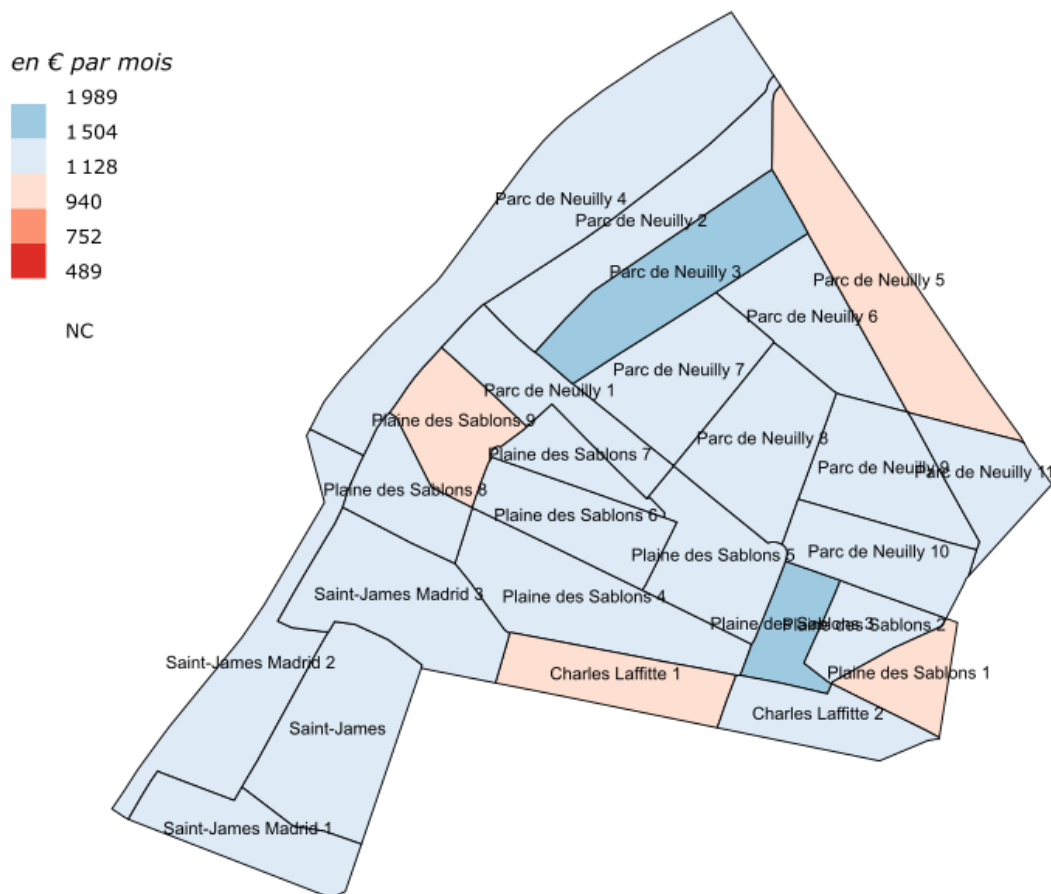 en € par mois
1 989
1 504
1 128
940
752
489
NC
Parc de Neuilly 4
Parc de Neuilly 2
Parc de Neuilly 3
Parc de Neuilly 5
Parc de Neuilly 6
Parc de Neuilly 7
Parc de Neuilly 1
Plaine des Sablons 9
Parc de Neuilly 8
Plaine des Sablons 7
Parc de Neuilly 9
Parc de Neuilly 11
Plaine des Sablons 8
Plaine des Sablons 6
Plaine des Sablons 5
Parc de Neuilly 10
Saint-James Madrid 3
Plaine des Sablons 4
Plaine des Sablons 3
Plaine des Sablons 2
Saint-James Madrid 2
Charles Laffitte 1
Plaine des Sablons 1
Charles Laffitte 2
Saint-James
Saint-James Madrid 1